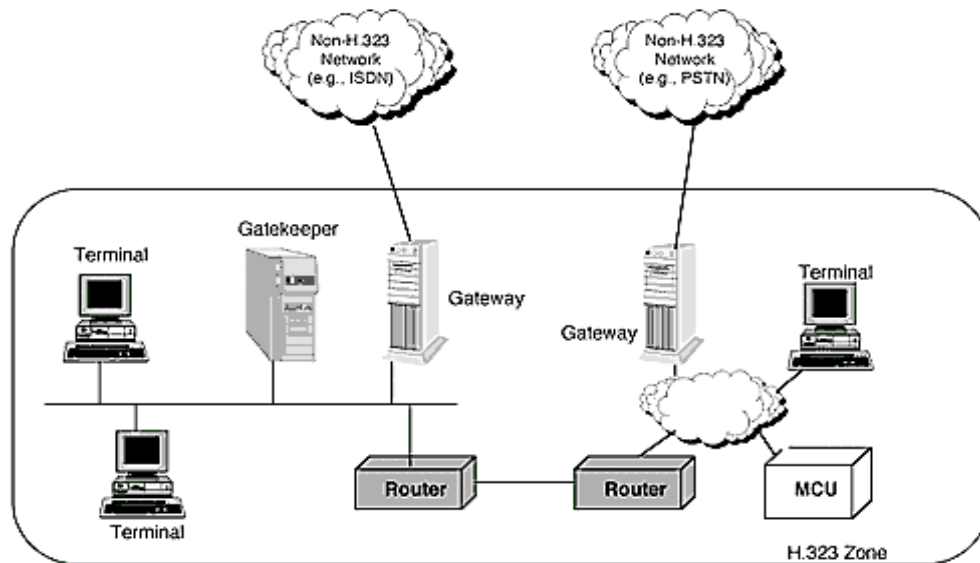 Non-H.323
Network
(e.g., ISDN)
Non-H.323
Network
(e.g., PSTN)
Gatekeeper
Terminal
Gateway
Terminal
Gateway
Terminal
Router
Router
MCU
H.323 Zone